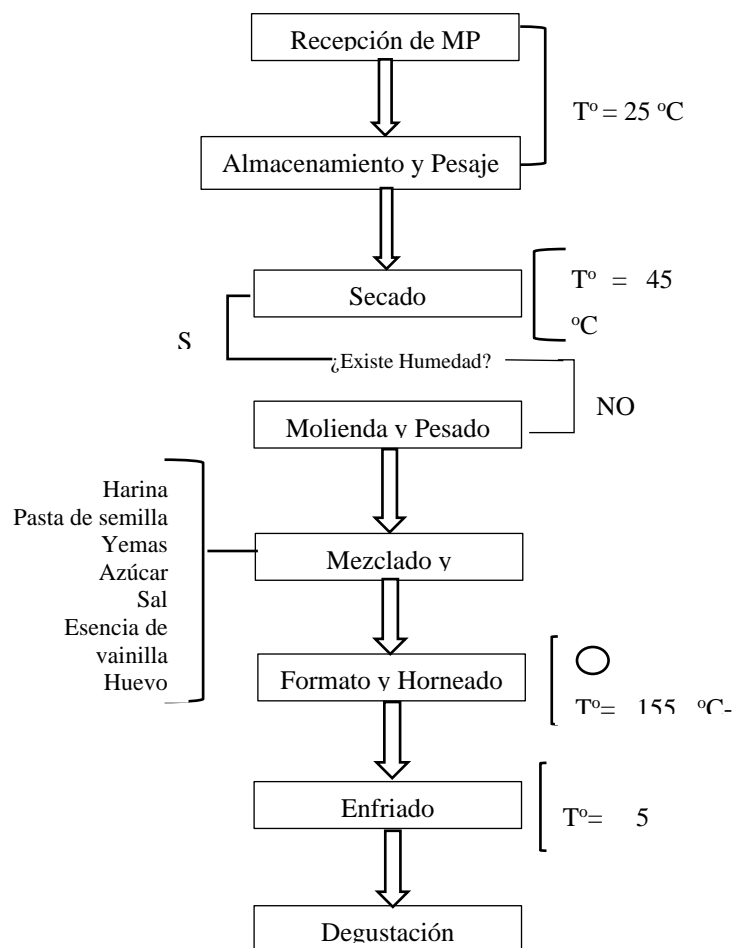 Recepción de MP
Tº = 25 ºC
Almacenamiento y Pesaje
Secado
Tº = 45
ºC
S
¿Existe Humedad?
NO
Molienda y Pesado
Harina
Pasta de semilla
Yemas
Azúcar
Sal
Esencia de
vainilla
Huevo
Mezclado y
Formato y Horneado
Tº= 155 ºC-
Enfriado
Tº= 5
Degustación